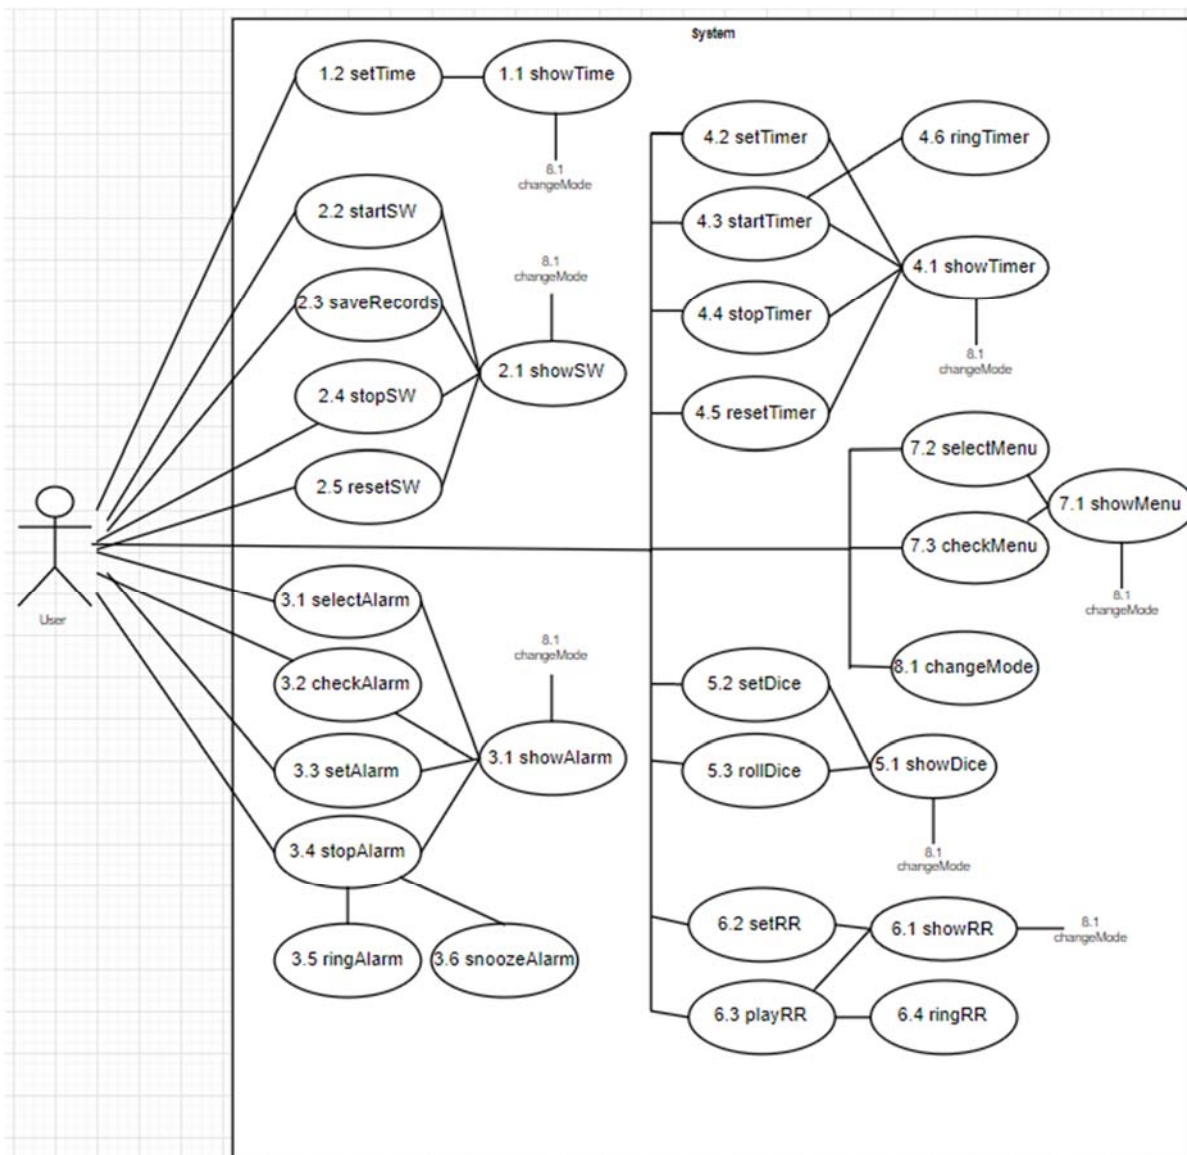 System
1.2 setTime
1.1 showTime
8.1
changeMode
2.2 startSW
8.1
changeMode
2.3 saveRecords
2.1 showSW
2.4 stopSW
2.5 resetSW
User
3.1 selectAlarm
8.1
changeMode
3.2 checkAlarm
3.1 showAlarm
3.3 setAlarm
3.4 stopAlarm
3.5 ringAlarm
3.6 snoozeAlarm
4.2 setTimer
4.6 ringTimer
4.3 startTimer
4.1 showTimer
4.4 stopTimer
8.1
changeMode
4.5 resetTimer
7.2 selectMenu
7.1 showMenu
7.3 checkMenu
8.1
changeMode
8.1 changeMode
5.2 setDice
5.3 rollDice
5.1 showDice
8.1
changeMode
6.2 setRR
6.1 showRR
8.1
changeMode
6.3 playRR
6.4 ringRR